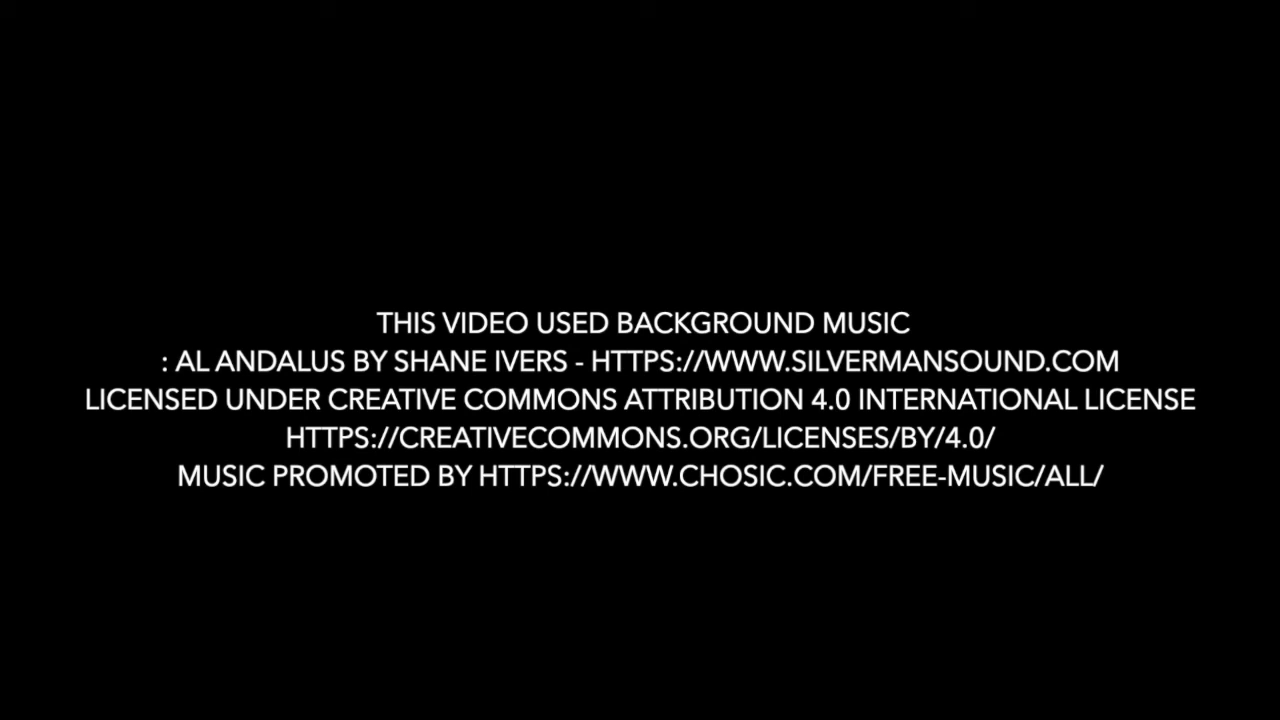 THIS VIDEO USED BACKGROUND MUSIC
: AL ANDALUS BY SHANE IVERS - HTTPS://WWW.SILVERMANSOUND.COM
LICENSED UNDER CREATIVE COMMONS ATTRIBUTION 4.0 INTERNATIONAL LICENSE
HTTPS://CREATIVECOMMONS.ORG/LICENSES/BY/4.0/
MUSIC PROMOTED BY HTTPS://WWW.CHOSIC.COM/FREE-MUSIC/ALL/